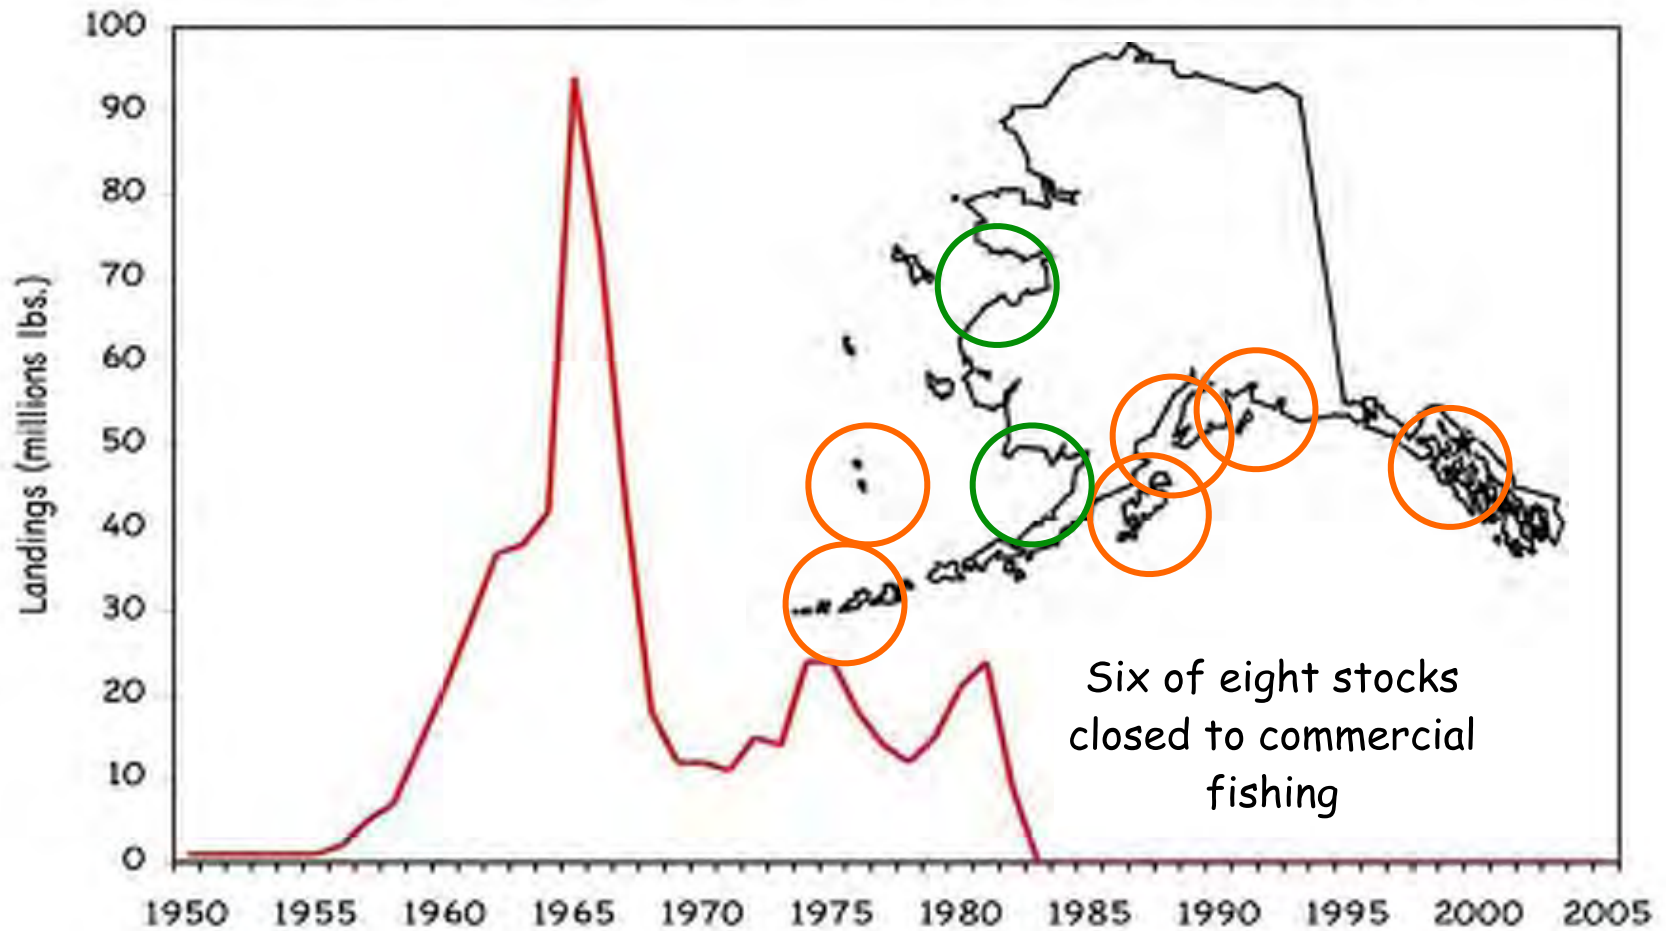 100
90
80
70
60
50
40
30
20
10
0
Landings (millions lbs.)
1950 1955 1960 1965 1970 1975 1980 1985 1990 1995 2000 2005
Six of eight stocks
closed to commercial
fishing